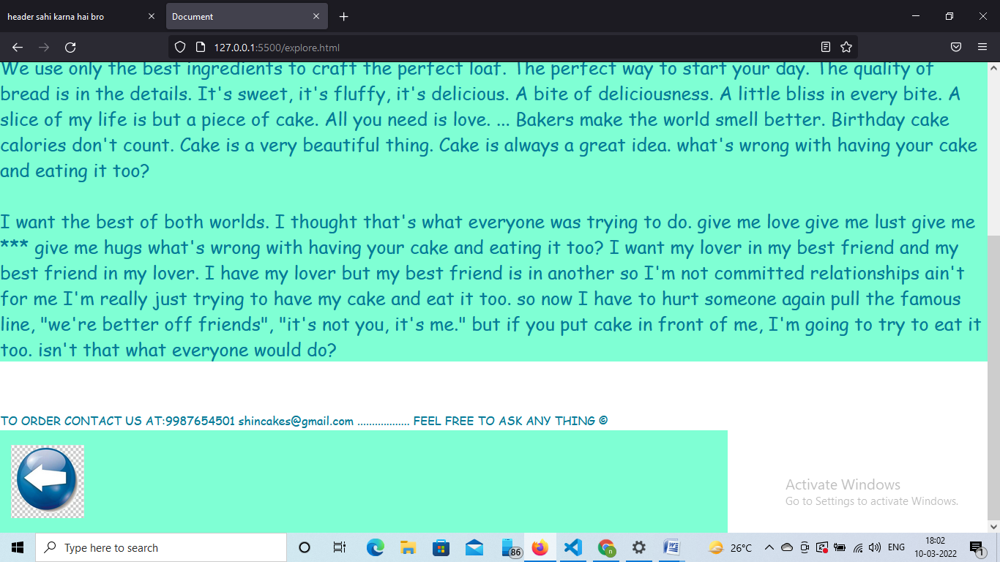 header sahi karna hai bro
Document
127.0.0.1:5500/explore.html
We use only the best ingredients to craft the perfect loaf. The perfect way to start your day. The quality of
bread is in the details. It's sweet, it's fluffy, it's delicious. A bite of deliciousness. A little bliss in every bite. A
slice of my life is but a piece of cake. All you need is love. ... Bakers make the world smell better. Birthday cake
calories don't count. Cake is a very beautiful thing. Cake is always a great idea. what's wrong with having your cake
and eating it too?
I want the best of both worlds. I thought that's what everyone was trying to do. give me love give me lust give me
*** give me hugs what's wrong with having your cake and eating it too? I want my lover in my best friend and my
best friend in my lover. I have my lover but my best friend is in another so I'm not committed relationships ain't
for me I'm really just trying to have my cake and eat it too. so now I have to hurt someone again pull the famous
line, "we're better off friends", "it's not you, it's me." but if you put cake in front of me, I'm going to try to eat it
too. isn't that what everyone would do?
TO ORDER CONTACT US AT:9987654501 shincakes@gmail.com .................. FEEL FREE TO ASK ANY THING ©
Activate Windows
Go to Settings to activate Windows.
Type here to search
86
n
26°C
ENG
18:02
10-03-2022
1